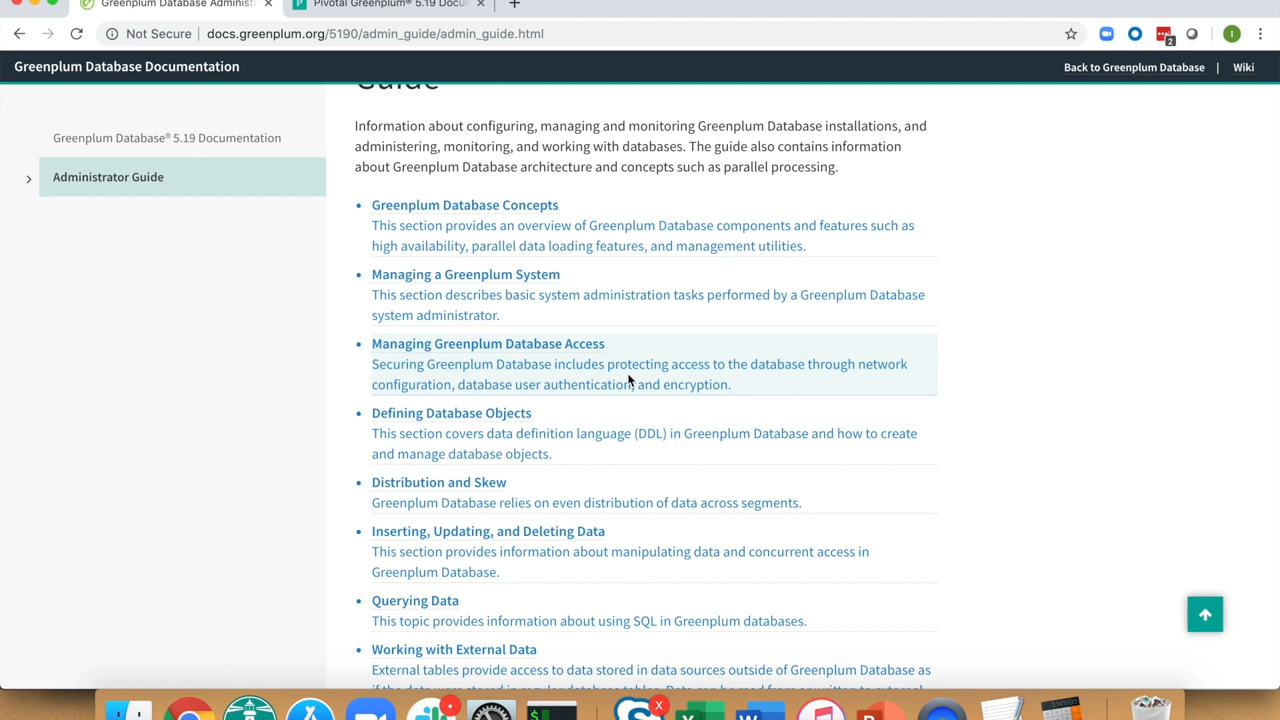 Greenplum Database Administ
Pivotal Greenplum® 5.19 Docu
Not Secure
docs.greenplum.org/5190/admin_guide/admin_guide.html
2
I
Greenplum Database Documentation
Back to Greenplum Database | Wiki
Greenplum Database® 5.19 Documentation
Administrator Guide
Guide
Information about configuring, managing and monitoring Greenplum Database installations, and
administering, monitoring, and working with databases. The guide also contains information
about Greenplum Database architecture and concepts such as parallel processing.
• Greenplum Database Concepts
This section provides an overview of Greenplum Database components and features such as
high availability, parallel data loading features, and management utilities.
• Managing a Greenplum System
This section describes basic system administration tasks performed by a Greenplum Database
system administrator.
• Managing Greenplum Database Access
Securing Greenplum Database includes protecting access to the database through network
configuration, database user authentication, and encryption.
• Defining Database Objects
This section covers data definition language (DDL) in Greenplum Database and how to create
and manage database objects.
• Distribution and Skew
Greenplum Database relies on even distribution of data across segments.
• Inserting, Updating, and Deleting Data
This section provides information about manipulating data and concurrent access in
Greenplum Database.
• Querying Data
This topic provides information about using SQL in Greenplum databases.
• Working with External Data
External tables provide access to data stored in data sources outside of Greenplum Database as